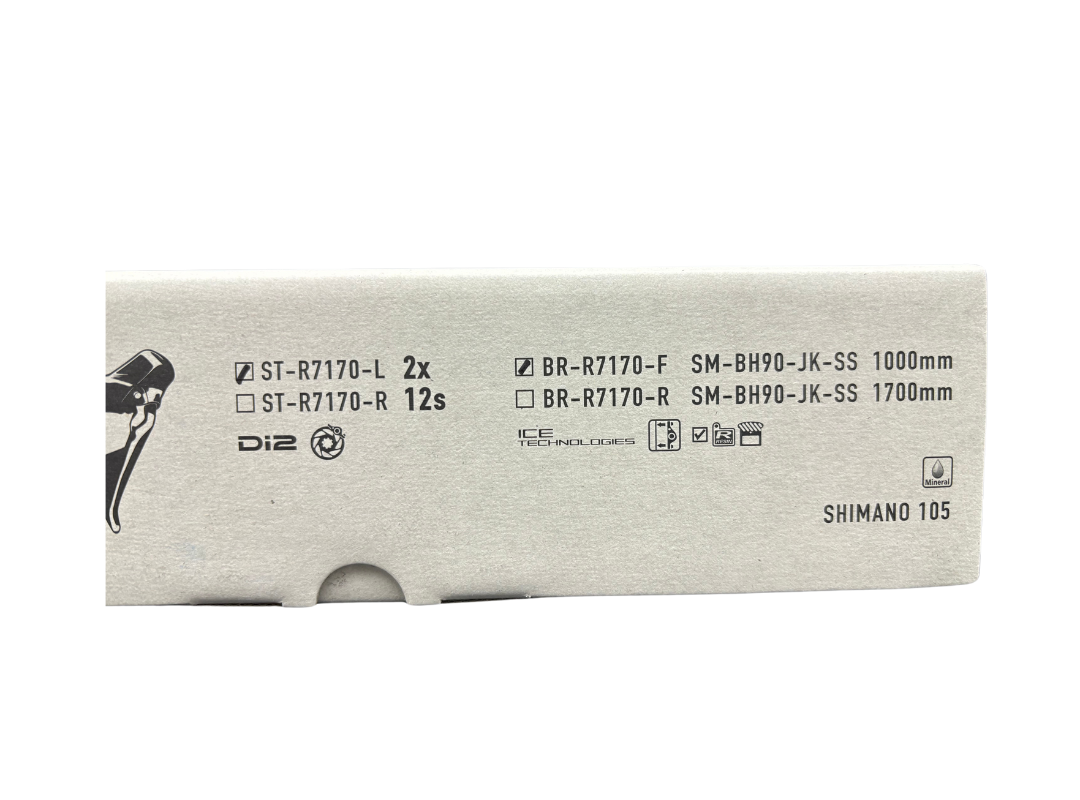 ST-R7170-L 2x
ST-R7170-R 12s
Di2
BR-R7170-F SM-BH90-JK-SS 1000mm
BR-R7170-R SM-BH90-JK-SS 1700mm
ICE
TECHNOLOGIES
R
Mineral
SHIMANO 105